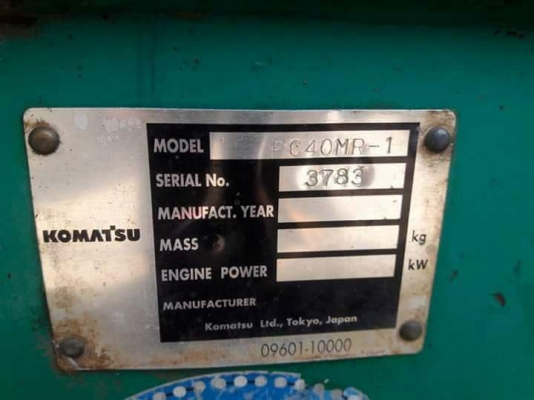 MODEL PC40MR-1
SERIAL No. 3783
MANUFACT. YEAR
KOMATSU
MASS kg
ENGINE POWER kW
MANUFACTURER
Komatsu Ltd., Tokyo, Japan
09601-10000